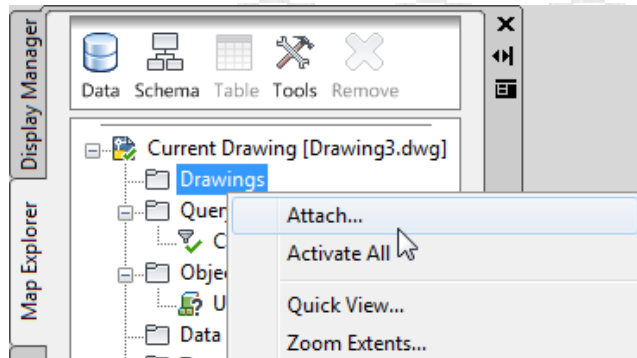 Display Manager
Map Explorer
Data Schema Table Tools Remove
Current Drawing [Drawing3.dwg]
Drawings
Quer
C
Obje
U
Data
Attach...
Activate All
Quick View...
Zoom Extents...